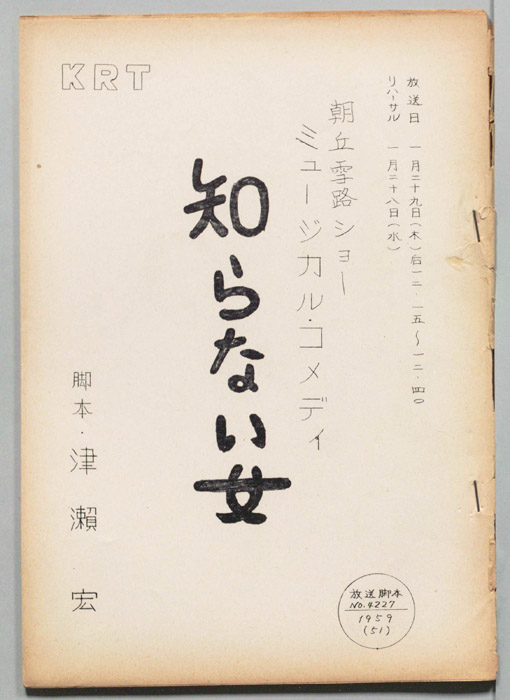 KRT
放送日 一月二十九日(木)后一二・一五〜一二・四〇
リハーサル 一月二十八日(水)
朝丘雪路ショー
ミュージカル・コメディ
知らない女
脚本・津瀬宏
放送脚本
NO.4227
1959
(51)